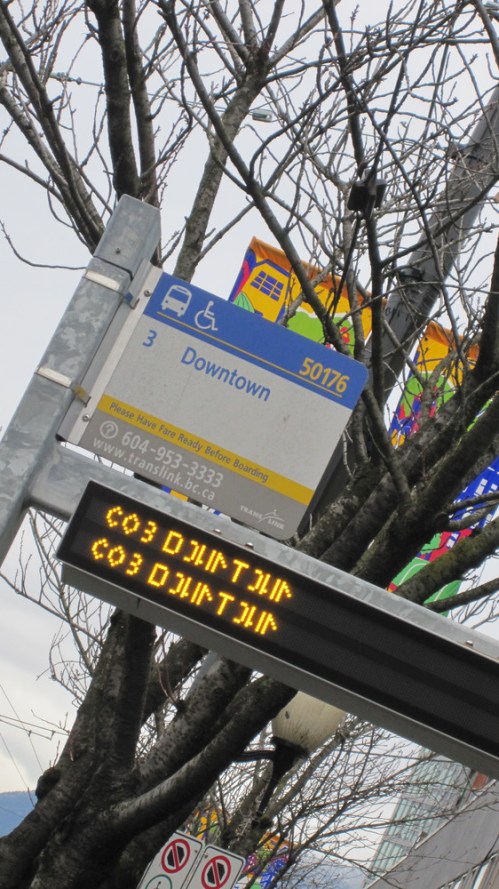 3 Downtown
50176
Please Have Fare Ready Before Boarding
604-953-3333
www.translink.bc.ca
TRANSLINK